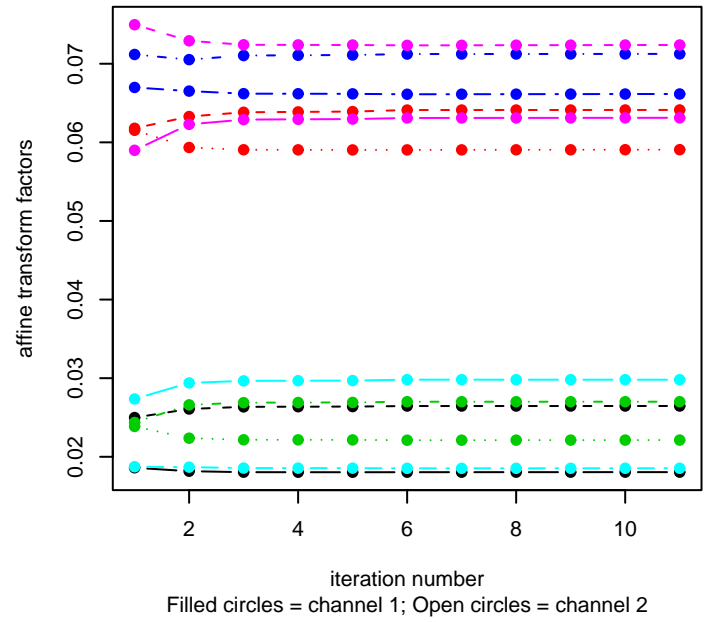 affine transform factors
0.07
0.06
0.05
0.04
0.03
0.02
2 4 6 8 10
iteration number
Filled circles = channel 1; Open circles = channel 2